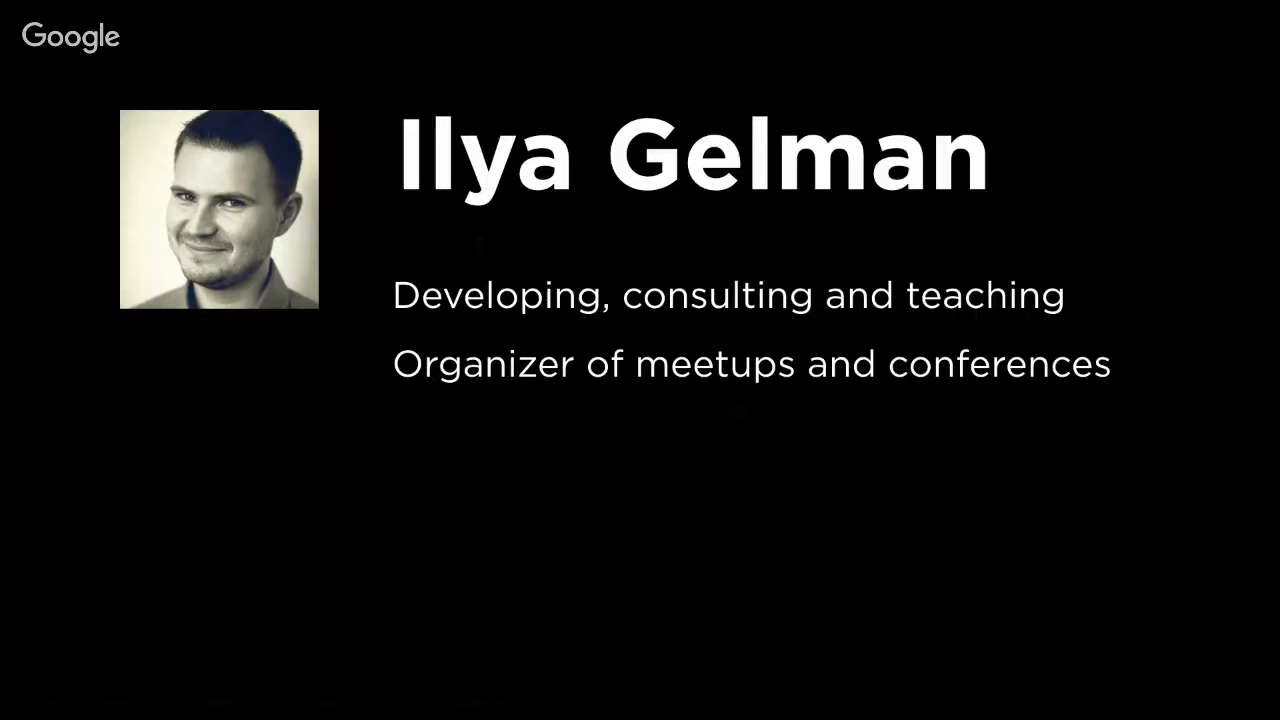 Google
Ilya Gelman
Developing, consulting and teaching
Organizer of meetups and conferences